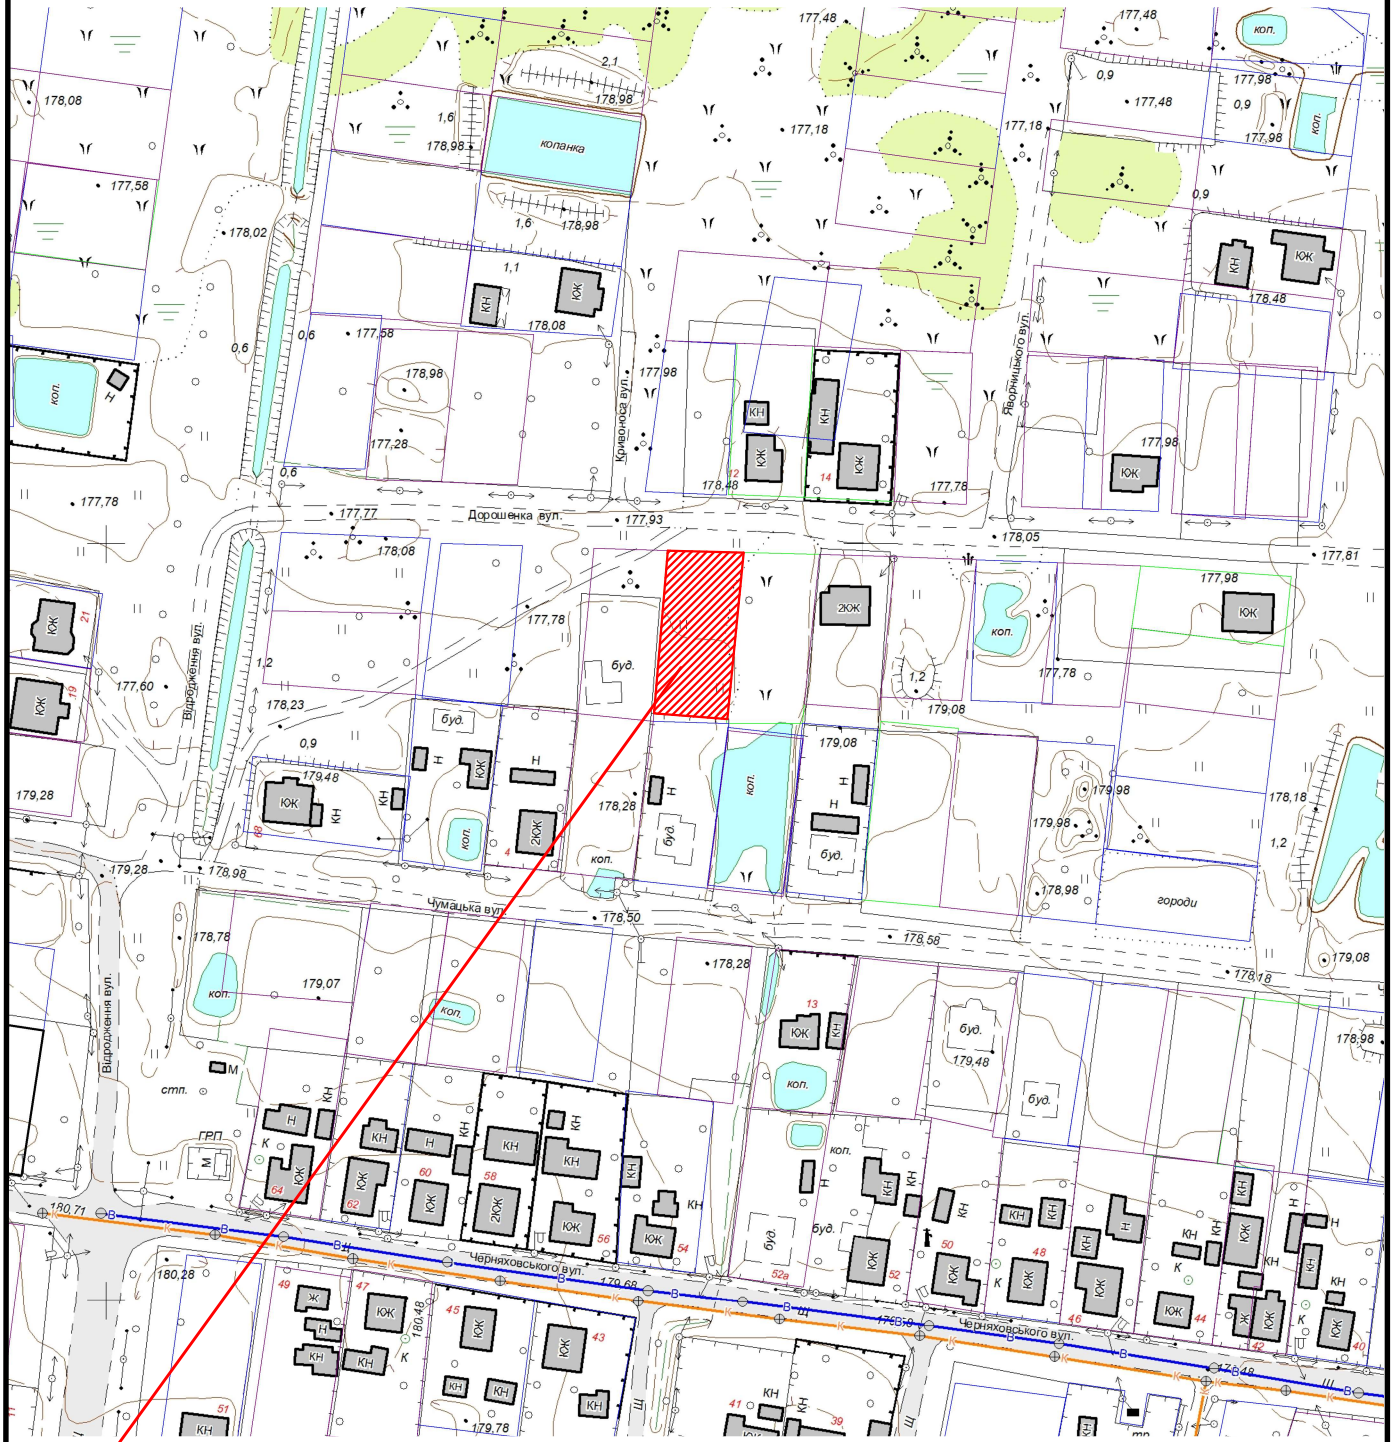 177,48
177,48
коп.
2,1
0,9
177,98
178,08
178,98
177,48
0,9
1,6
коп.
177,18
177,18
177,98
178,98
копанка
177,58
0,9
1,6
178,98
178,02
КН
КЖ
1,1
КЖ
КН
178,48
178,08
0,6
0,6
177,58
Яворницького вул.
177,98
178,98
коп.
Н
Кривоноса вул.
КН
КН
177,28
177,98
КЖ
КЖ
КЖ
0,6
12
14
178,48
177,78
177,78
177,77
Дорошенка вул.
177,93
178,05
177,81
178,08
177,98
2КЖ
КЖ
КЖ
21
177,78
коп.
Відродження вул.
1,2
буд.
177,78
1,2
177,60
19
КЖ
178,23
179,08
буд.
0,9
179,08
Н
Н
179,48
КЖ
коп.
Н
179,28
КЖ
КН
КН
Н
178,28
Н
179,98
178,18
68
коп.
2КЖ
буд.
буд.
179,98
1,2
4
коп.
179,28
178,98
178,98
городи
Чумацька вул.
178,50
178,58
178,78
178,28
178,18
179,08
Відродження вул.
коп.
179,07
13
коп.
КЖ
КН
буд.
178,98
179,48
М
стп.
коп.
буд.
КН
КН
Н
КН
КН
ГРП
К
КН
Н
КН
коп.
М
КЖ
64
КЖ
62
60
КЖ
58
2КЖ
КН
КН
КН
Н
КН
КН
КН
КН
Н
КН
Н
180,71
КЖ
56
КЖ
54
буд.
буд.
50
48
КН
КН
КН
КЖ
В
Щ
Черняховського вул.
180,28
49
47
179,68
52а
КЖ
52
КЖ
К
КЖ
46
КЖ
К
КЖ
44
КН
КН
К
Ж
КЖ
45
43
В
Щ
Черняховського вул.
Ж
КЖ
42
КЖ
40
Н
КН
КН
180,48
К
КЖ
КЖ
В
К
КН
КН
КН
41
КН
КН
39
Щ
Щ
Щ
51
КН
179,78
КН
11